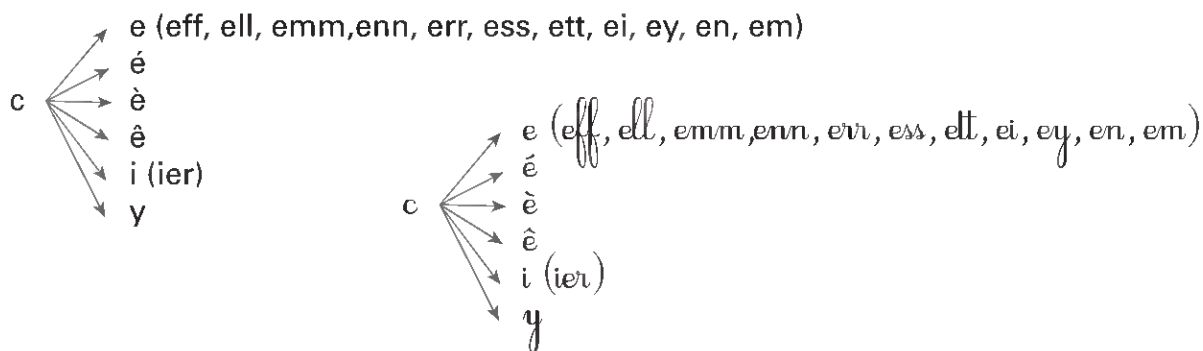 e (eff, ell, emm,enn, err, ess, ett, ei, ey, en, em)
é
c
è
ê
i (ier)
y
e (eff, ell, emm,enn, err, ess, ett, ei, ey, en, em)
é
c
è
ê
i (ier)
y